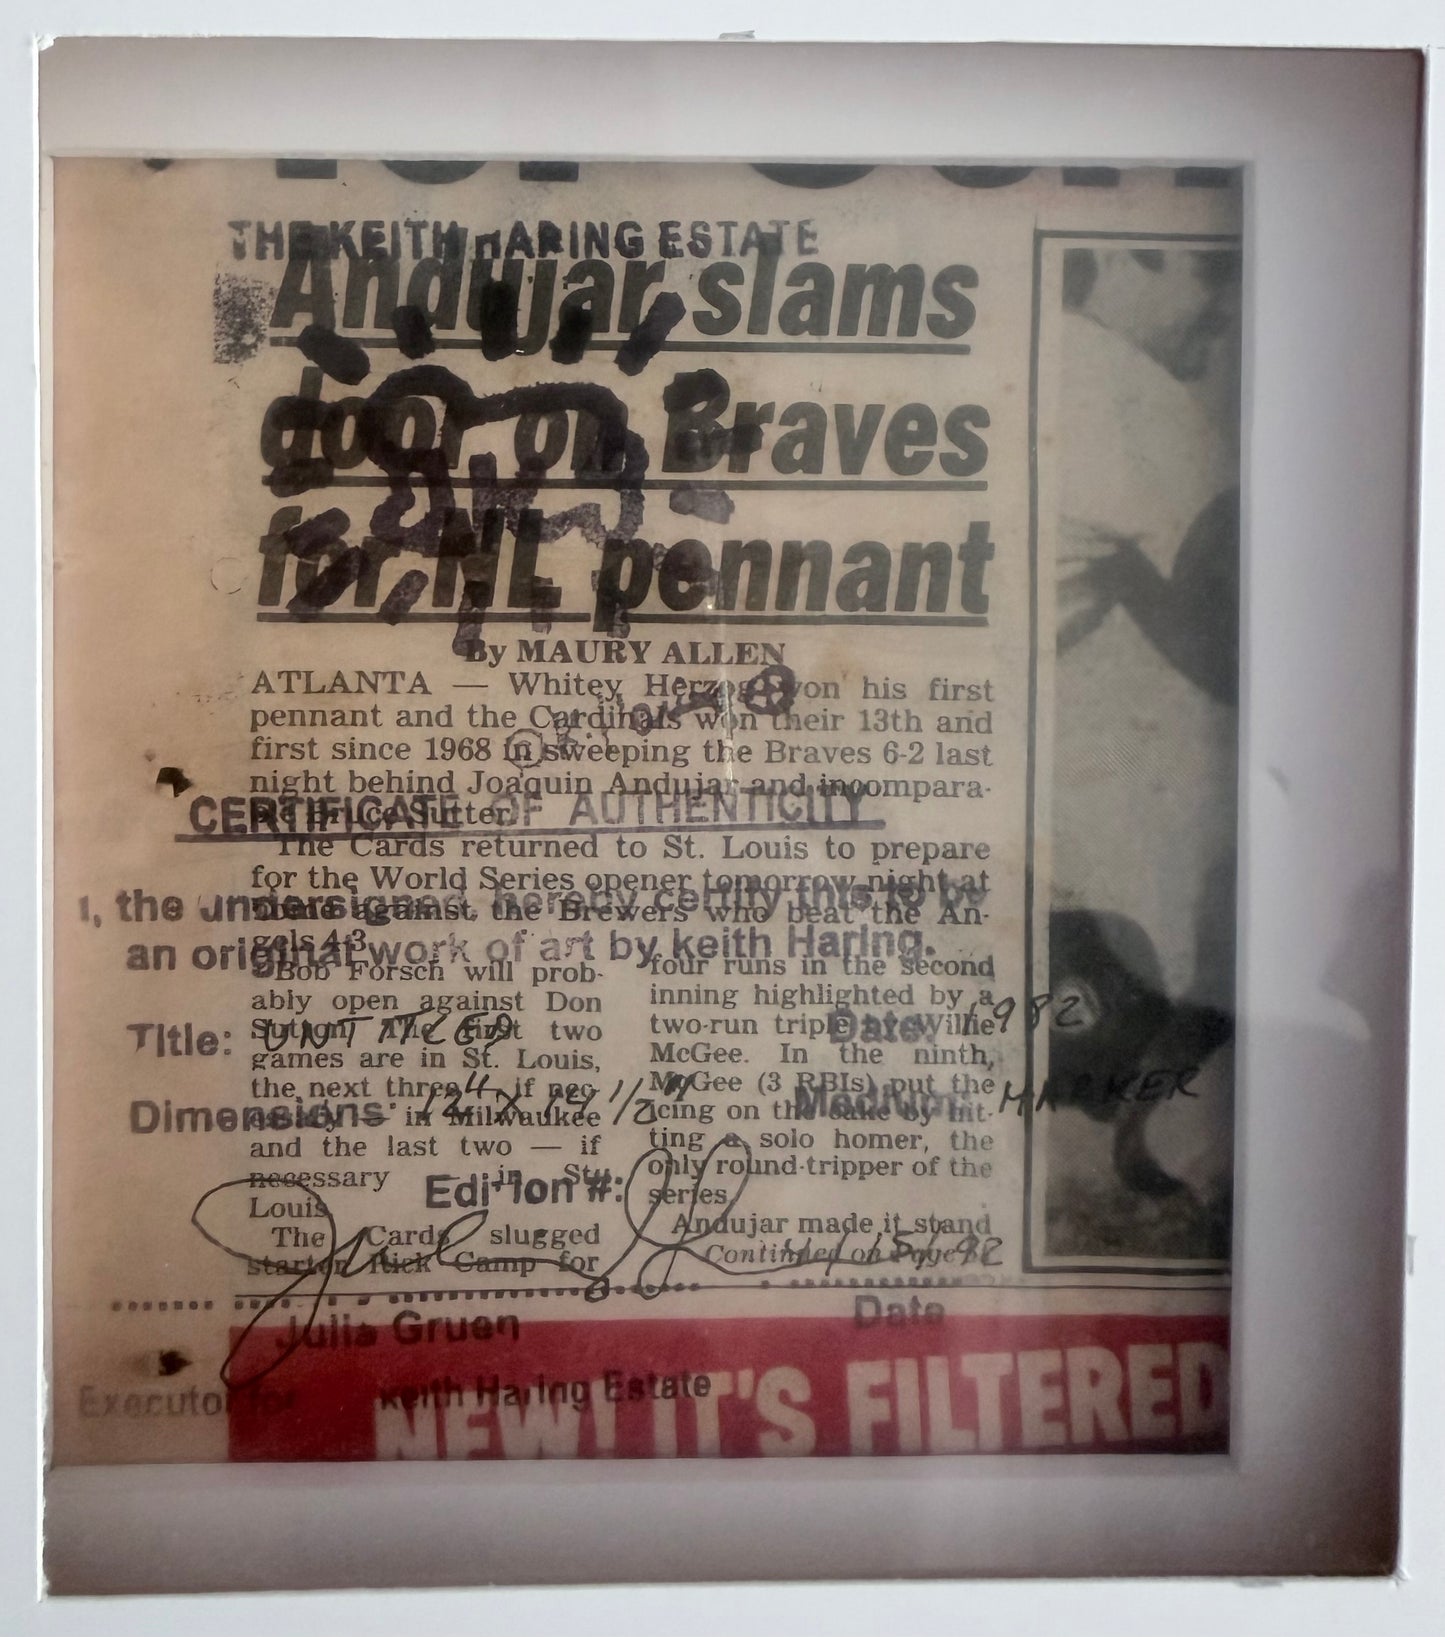 THE KEITH HARING ESTATE
Andujar slams
door on Braves
for NL pennant
By MAURY ALLEN
ATLANTA — Whitey Herzog won his first
pennant and the Cardinals won their 13th and
first since 1968 in sweeping the Braves 6-2 last
night behind Joaquin Andujar and incompara-
ble Bruce Sutter.
CERTIFICATE OF AUTHENTICITY
The Cards returned to St. Louis to prepare
for the World Series opener tomorrow night at
home against the Brewers who beat the An-
gels 4-3.
I, the undersigned, hereby certify this to be
an original work of art by keith Haring.
Bob Forsch will prob-
ably open against Don
Sutton. The first two
games are in St. Louis,
the next three — if nec-
essary — in Milwaukee
and the last two — if
necessary — in St.
Louis.
The Cards slugged
starter Rick Camp for
four runs in the second
inning highlighted by a
two-run triple by Willie
McGee. In the ninth,
McGee (3 RBIs) put the
icing on the cake by hit-
ting a solo homer, the
only round-tripper of the
series.
Andujar made it stand
Continued on Page
Title: UNTITLED Date: 1982
Dimensions: 12" X 14 1/2" Medium: MARKER
Edition #:
Julia Gruen Date
Executor for keith Haring Estate
NEW! IT'S FILTERED